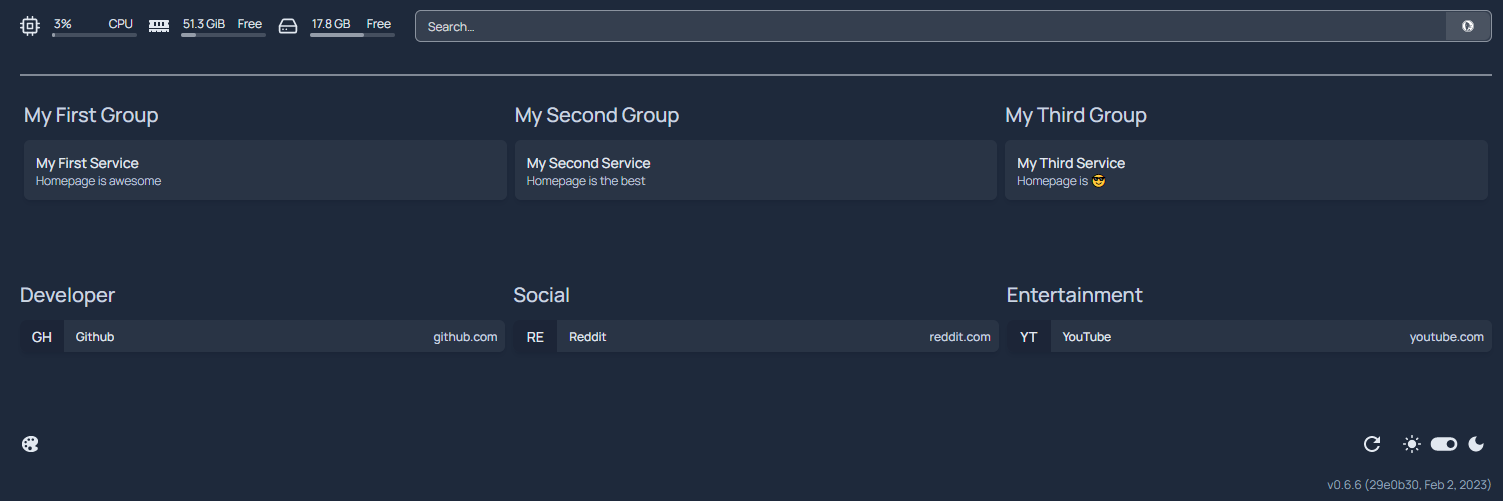 3% CPU 51.3 GiB Free 17.8 GB Free Search…
My First Group My Second Group My Third Group
My First Service My Second Service My Third Service
Homepage is awesome Homepage is the best Homepage is 😎
Developer Social Entertainment
GH Github github.com RE Reddit reddit.com YT YouTube youtube.com
v0.6.6 (29e0b30, Feb 2, 2023)